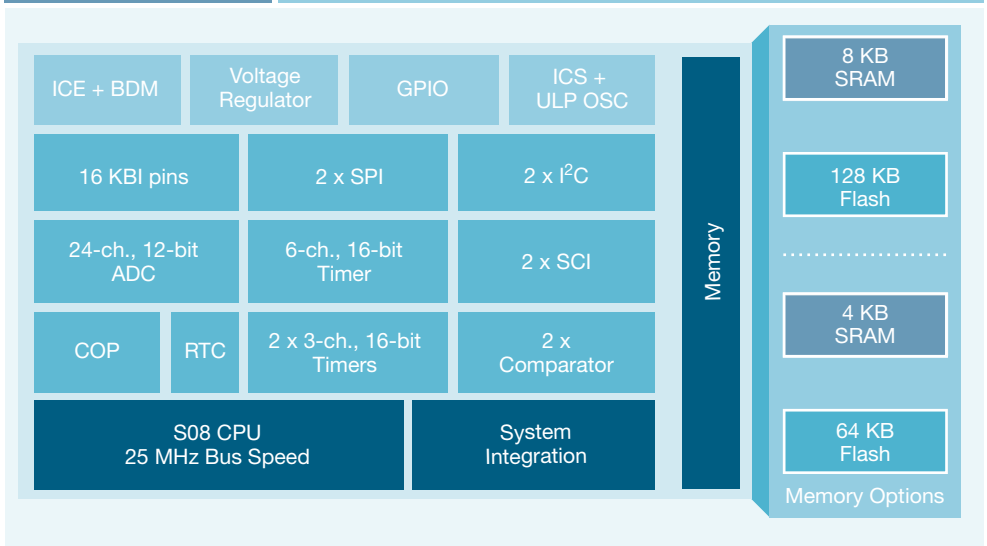 ICE + BDM
Voltage
Regulator
GPIO
ICS +
ULP OSC
16 KBI pins
2 x SPI
2 x I²C
24-ch., 12-bit
ADC
6-ch., 16-bit
Timer
2 x SCI
COP
RTC
2 x 3-ch., 16-bit
Timers
2 x
Comparator
S08 CPU
25 MHz Bus Speed
System
Integration
Memory
8 KB
SRAM
128 KB
Flash
4 KB
SRAM
64 KB
Flash
Memory Options